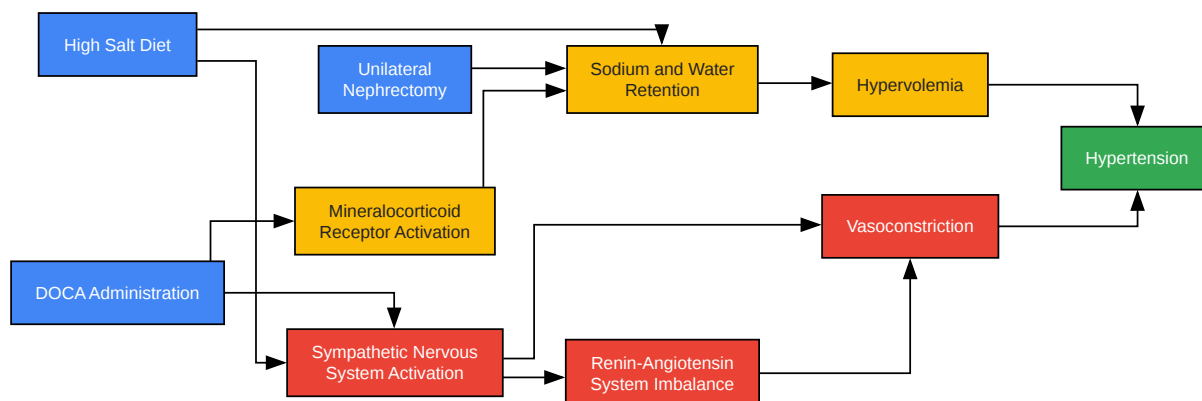 High Salt Diet
Unilateral
Nephrectomy
Sodium and Water
Retention
Hypervolemia
Hypertension
Mineralocorticoid
Receptor Activation
Vasoconstriction
DOCA Administration
Sympathetic Nervous
System Activation
Renin-Angiotensin
System Imbalance